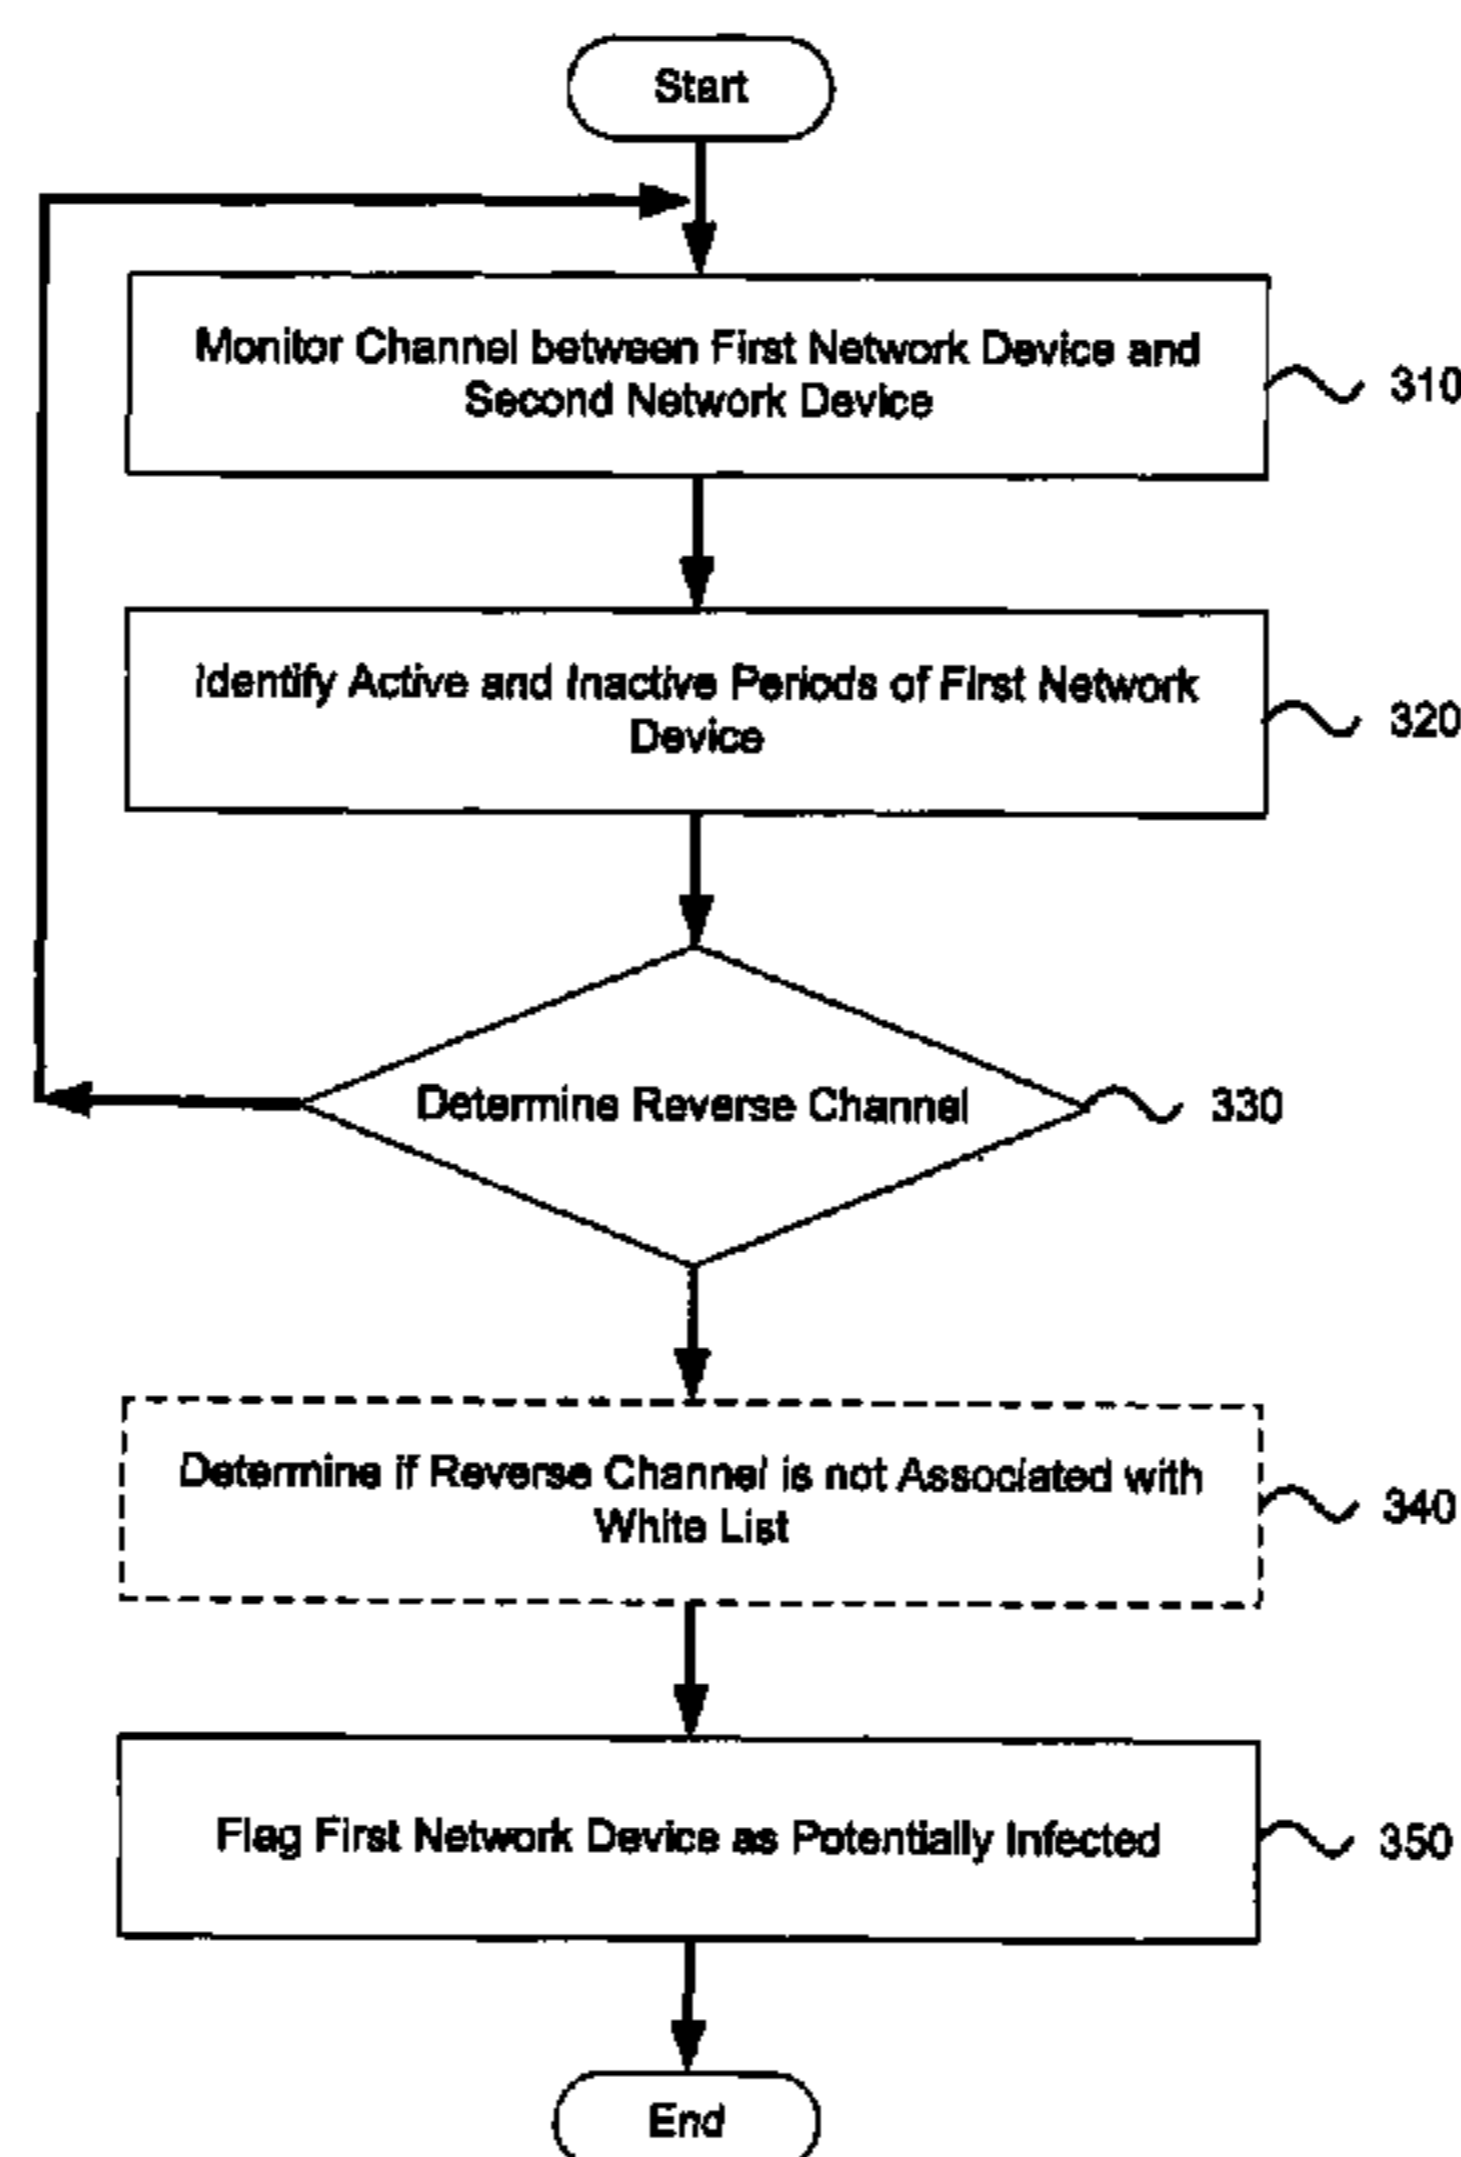 Start
Monitor Channel between First Network Device and
Second Network Device
310
Identify Active and Inactive Periods of First Network
Device
320
Determine Reverse Channel
330
Determine if Reverse Channel is not Associated with
White List
340
Flag First Network Device as Potentially Infected
350
End